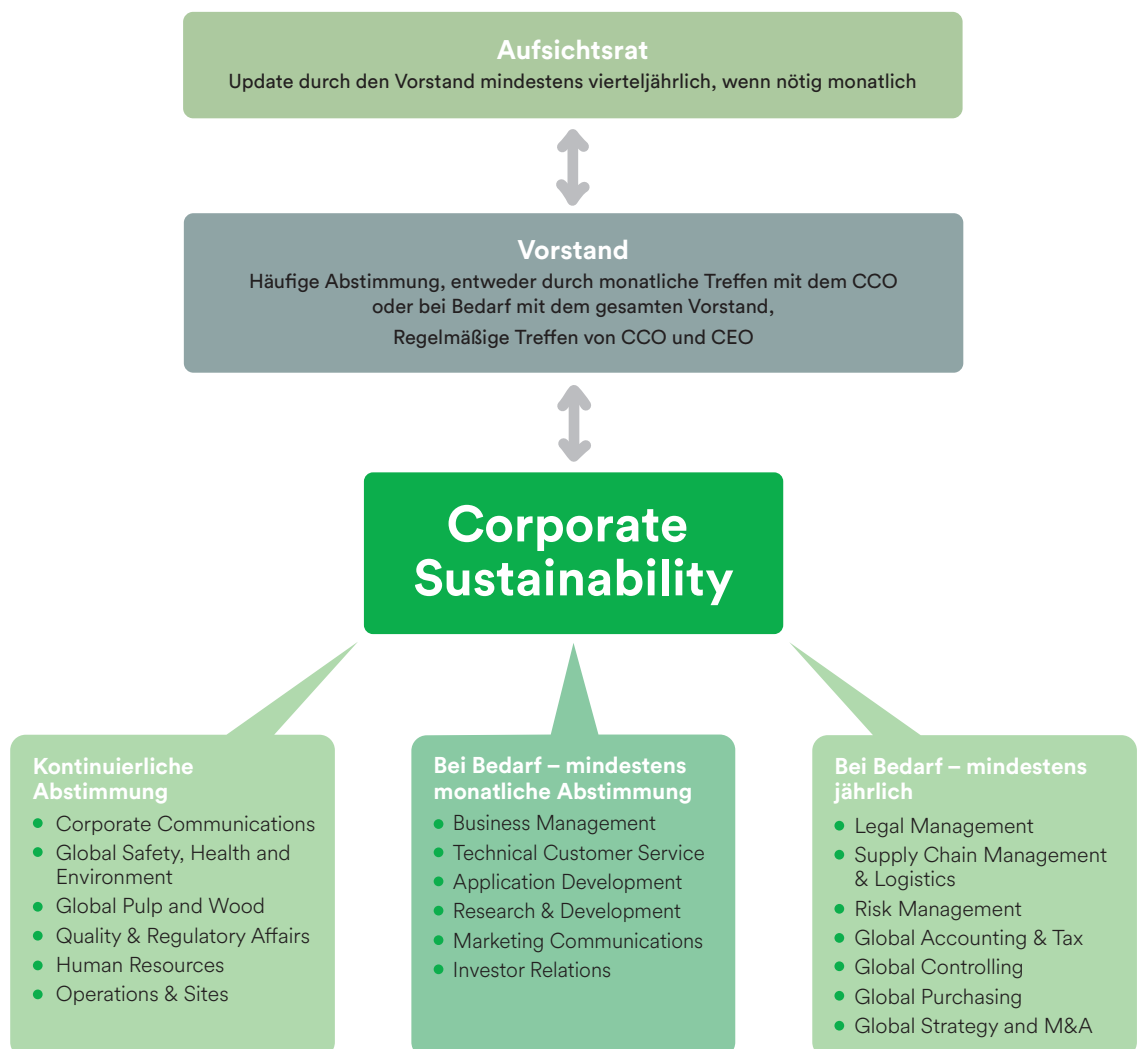 Aufsichtsrat
Update durch den Vorstand mindestens vierteljährlich, wenn nötig monatlich
Vorstand
Häufige Abstimmung, entweder durch monatliche Treffen mit dem CCO
oder bei Bedarf mit dem gesamten Vorstand,
Regelmäßige Treffen von CCO und CEO
Corporate
Sustainability
Kontinuierliche
Abstimmung
• Corporate Communications
• Global Safety, Health and
Environment
• Global Pulp and Wood
• Quality & Regulatory Affairs
• Human Resources
• Operations & Sites
Bei Bedarf – mindestens
monatliche Abstimmung
• Business Management
• Technical Customer Service
• Application Development
• Research & Development
• Marketing Communications
• Investor Relations
Bei Bedarf – mindestens
jährlich
• Legal Management
• Supply Chain Management
& Logistics
• Risk Management
• Global Accounting & Tax
• Global Controlling
• Global Purchasing
• Global Strategy and M&A